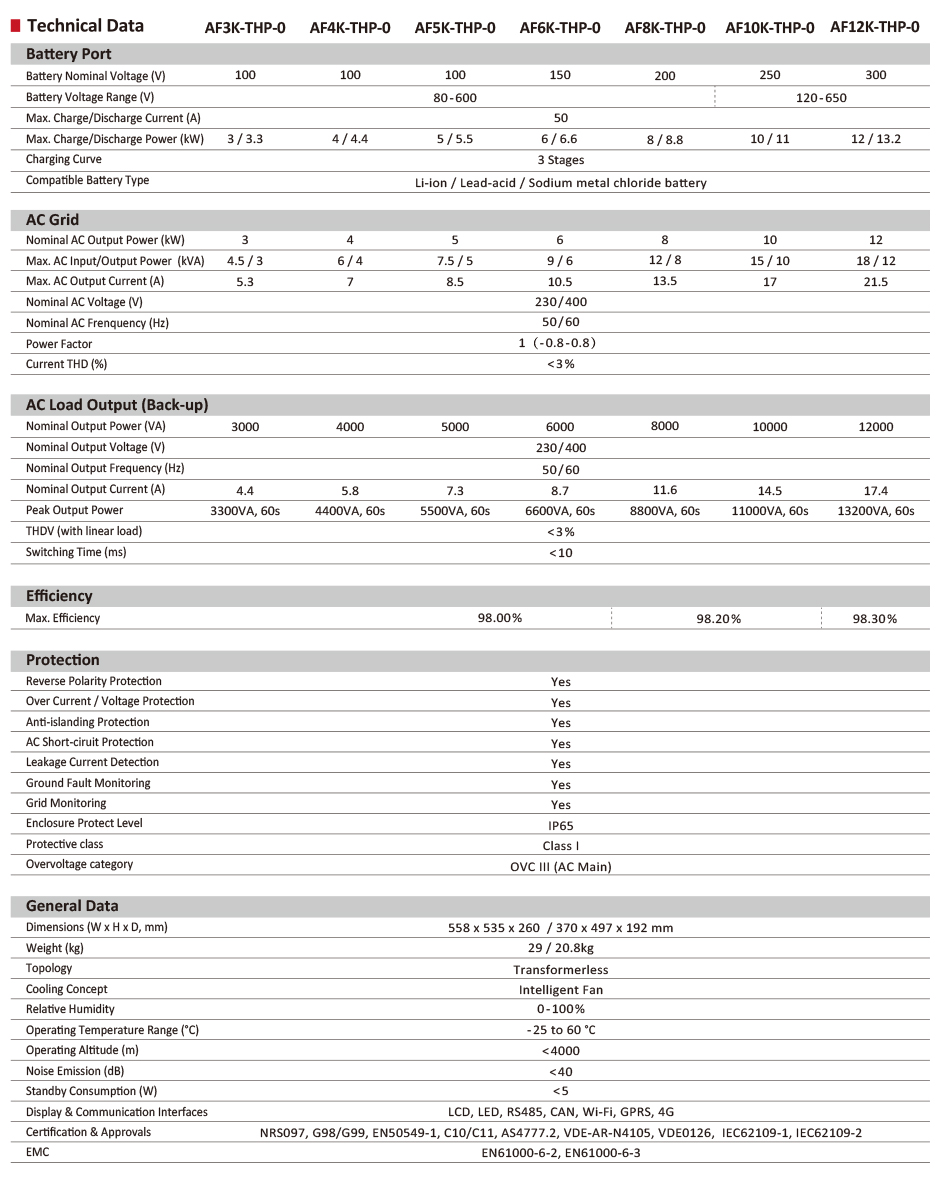 Technical Data AF3K-THP-0 AF4K-THP-0 AF5K-THP-0 AF6K-THP-0 AF8K-THP-0 AF10K-THP-0 AF12K-THP-0
Battery Port
Battery Nominal Voltage (V) 100 100 100 150 200 250 300
Battery Voltage Range (V) 80-600 120-650
Max. Charge/Discharge Current (A) 50
Max. Charge/Discharge Power (kW) 3 / 3.3 4 / 4.4 5 / 5.5 6 / 6.6 8 / 8.8 10 / 11 12 / 13.2
Charging Curve 3 Stages
Compatible Battery Type Li-ion / Lead-acid / Sodium metal chloride battery
AC Grid
Nominal AC Output Power (kW) 3 4 5 6 8 10 12
Max. AC Input/Output Power (kVA) 4.5 / 3 6 / 4 7.5 / 5 9 / 6 12 / 8 15 / 10 18 / 12
Max. AC Output Current (A) 5.3 7 8.5 10.5 13.5 17 21.5
Nominal AC Voltage (V) 230/400
Nominal AC Frenquency (Hz) 50/60
Power Factor 1 (-0.8-0.8)
Current THD (%) <3%
AC Load Output (Back-up)
Nominal Output Power (VA) 3000 4000 5000 6000 8000 10000 12000
Nominal Output Voltage (V) 230/400
Nominal Output Frequency (Hz) 50/60
Nominal Output Current (A) 4.4 5.8 7.3 8.7 11.6 14.5 17.4
Peak Output Power 3300VA, 60s 4400VA, 60s 5500VA, 60s 6600VA, 60s 8800VA, 60s 11000VA, 60s 13200VA, 60s
THDV (with linear load) <3%
Switching Time (ms) <10
Efficiency
Max. Efficiency 98.00% 98.20% 98.30%
Protection
Reverse Polarity Protection Yes
Over Current / Voltage Protection Yes
Anti-islanding Protection Yes
AC Short-ciruit Protection Yes
Leakage Current Detection Yes
Ground Fault Monitoring Yes
Grid Monitoring Yes
Enclosure Protect Level IP65
Protective class Class I
Overvoltage category OVC III (AC Main)
General Data
Dimensions (W x H x D, mm) 558 x 535 x 260 / 370 x 497 x 192 mm
Weight (kg) 29 / 20.8kg
Topology Transformerless
Cooling Concept Intelligent Fan
Relative Humidity 0-100%
Operating Temperature Range (°C) -25 to 60 °C
Operating Altitude (m) <4000
Noise Emission (dB) <40
Standby Consumption (W) <5
Display & Communication Interfaces LCD, LED, RS485, CAN, Wi-Fi, GPRS, 4G
Certification & Approvals NRS097, G98/G99, EN50549-1, C10/C11, AS4777.2, VDE-AR-N4105, VDE0126, IEC62109-1, IEC62109-2
EMC EN61000-6-2, EN61000-6-3